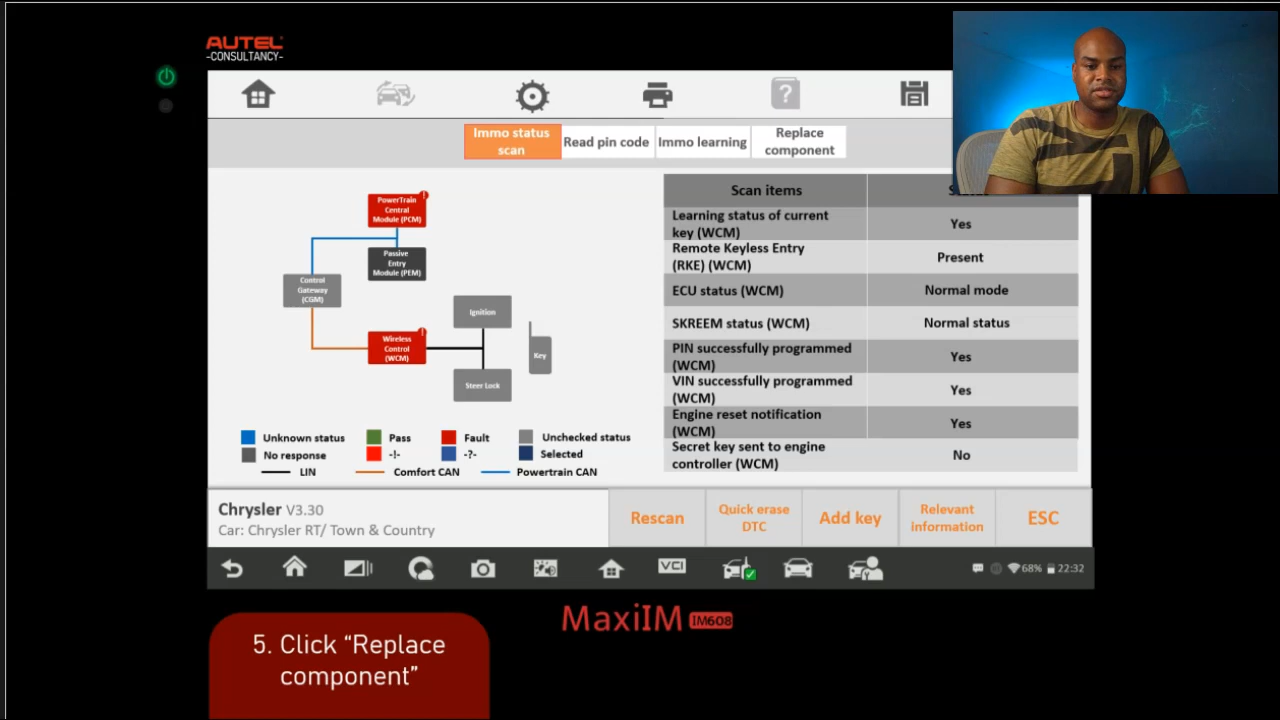 AUTEL
-CONSULTANCY-
?
Immo status
scan
Read pin code
Immo learning
Replace
component
PowerTrain
Central
Module (PCM)
!
Passive
Entry
Module (PEM)
Control
Gateway
(CGM)
Ignition
Wireless
Control
(WCM)
!
Key
Steer Lock
Unknown status
Pass
Fault
Unchecked status
No response
-!-
-?-
Selected
LIN
Comfort CAN
Powertrain CAN
Scan items
Learning status of current
key (WCM)
Yes
Remote Keyless Entry
(RKE) (WCM)
Present
ECU status (WCM)
Normal mode
SKREEM status (WCM)
Normal status
PIN successfully programmed
(WCM)
Yes
VIN successfully programmed
(WCM)
Yes
Engine reset notification
(WCM)
Yes
Secret key sent to engine
controller (WCM)
No
Chrysler V3.30
Car: Chrysler RT/ Town & Country
Rescan
Quick erase
DTC
Add key
Relevant
information
ESC
VCI
68% 22:32
MaxiIM IM608
5. Click “Replace
component”